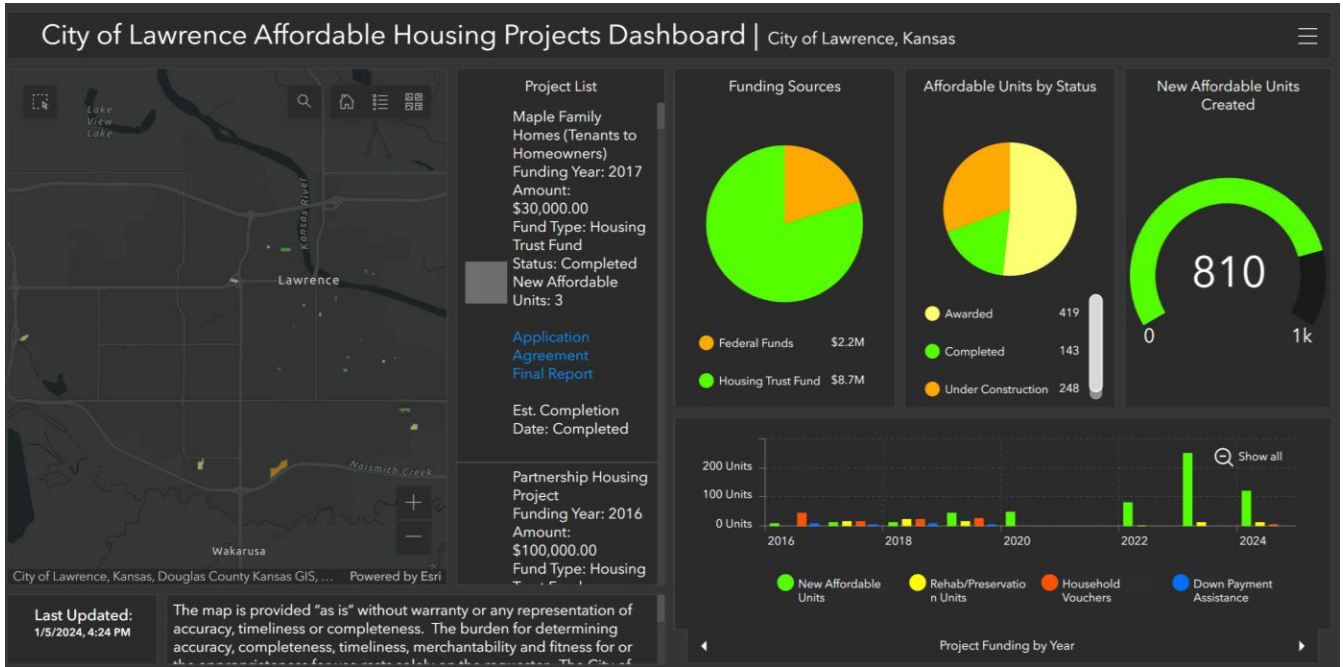 City of Lawrence Affordable Housing Projects Dashboard | City of Lawrence, Kansas
Lake
View
Lake
Kansas River
Lawrence
Naismith Creek
Wakarusa
+
−
City of Lawrence, Kansas, Douglas County Kansas GIS, ...
Powered by Esri
Project List
Maple Family
Homes (Tenants to
Homeowners)
Funding Year: 2017
Amount:
$30,000.00
Fund Type: Housing
Trust Fund
Status: Completed
New Affordable
Units: 3
Application
Agreement
Final Report
Est. Completion
Date: Completed
Partnership Housing
Project
Funding Year: 2016
Amount:
$100,000.00
Fund Type: Housing
Funding Sources
Federal Funds $2.2M
Housing Trust Fund $8.7M
Affordable Units by Status
Awarded 419
Completed 143
Under Construction 248
New Affordable Units
Created
810
0
1k
Show all
200 Units
100 Units
0 Units
2016
2018
2020
2022
2024
New Affordable
Units
Rehab/Preservatio
n Units
Household
Vouchers
Down Payment
Assistance
Project Funding by Year
Last Updated:
1/5/2024, 4:24 PM
The map is provided "as is" without warranty or any representation of
accuracy, timeliness or completeness. The burden for determining
accuracy, completeness, timeliness, merchantability and fitness for or